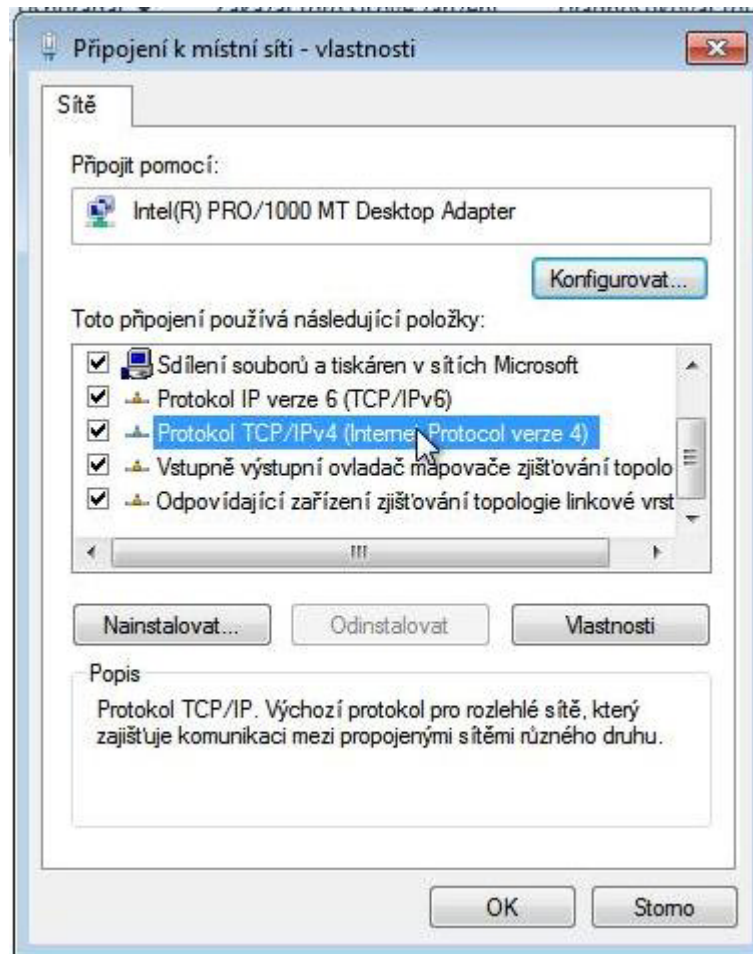 Připojení k místní síti - vlastnosti
Sítě
Připojit pomocí:
Intel(R) PRO/1000 MT Desktop Adapter
Konfigurovat...
Toto připojení používá následující položky:
Sdílení souborů a tiskáren v sítích Microsoft
Protokol IP verze 6 (TCP/IPv6)
Protokol TCP/IPv4 (Internet Protocol verze 4)
Vstupně výstupní ovladač mapovače zjišťování topolo
Odpovídající zařízení zjišťování topologie linkové vrst
Nainstalovat... Odinstalovat Vlastnosti
Popis
Protokol TCP/IP. Výchozí protokol pro rozlehlé sítě, který
zajišťuje komunikaci mezi propojenými sítěmi různého druhu.
OK Storno